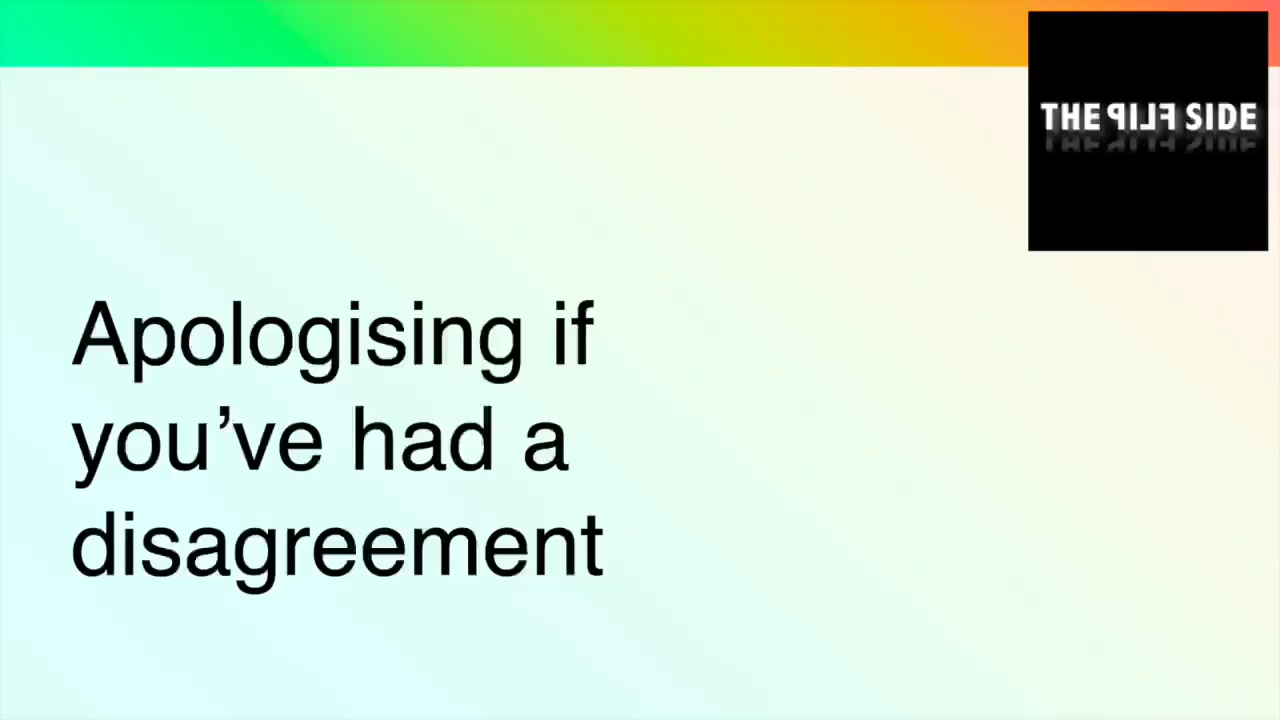 THE FLIP SIDE
Apologising if
you’ve had a
disagreement